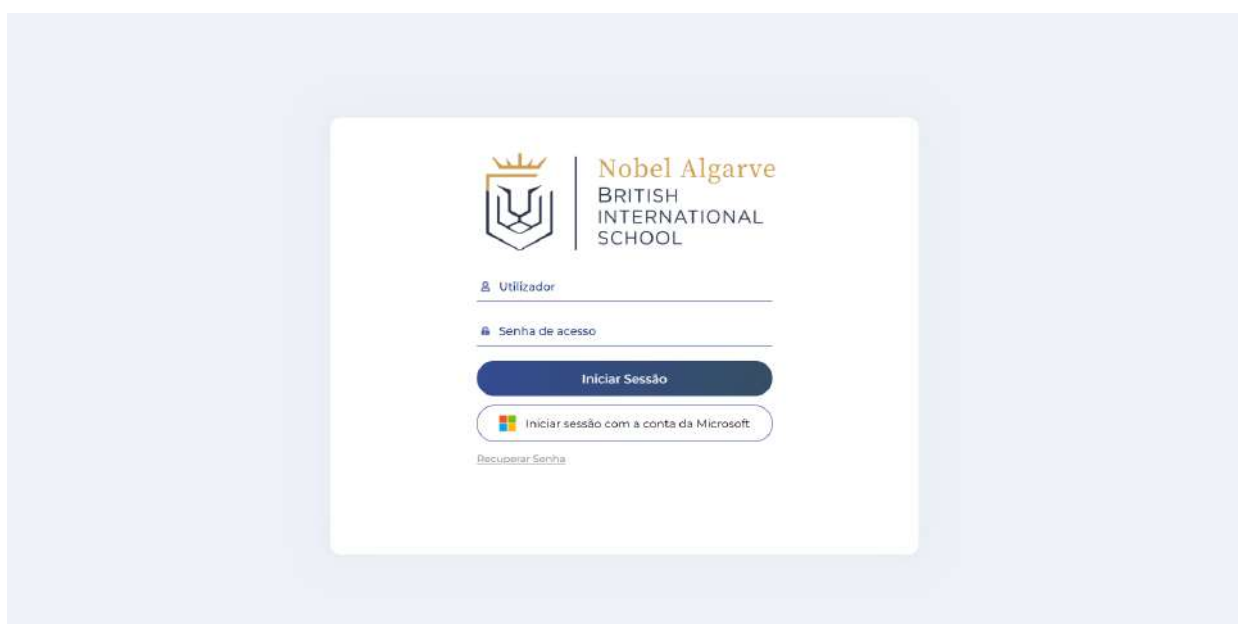 Nobel Algarve
BRITISH
INTERNATIONAL
SCHOOL
Utilizador
Senha de acesso
Iniciar Sessão
Iniciar sessão com a conta da Microsoft
Recuperar Senha